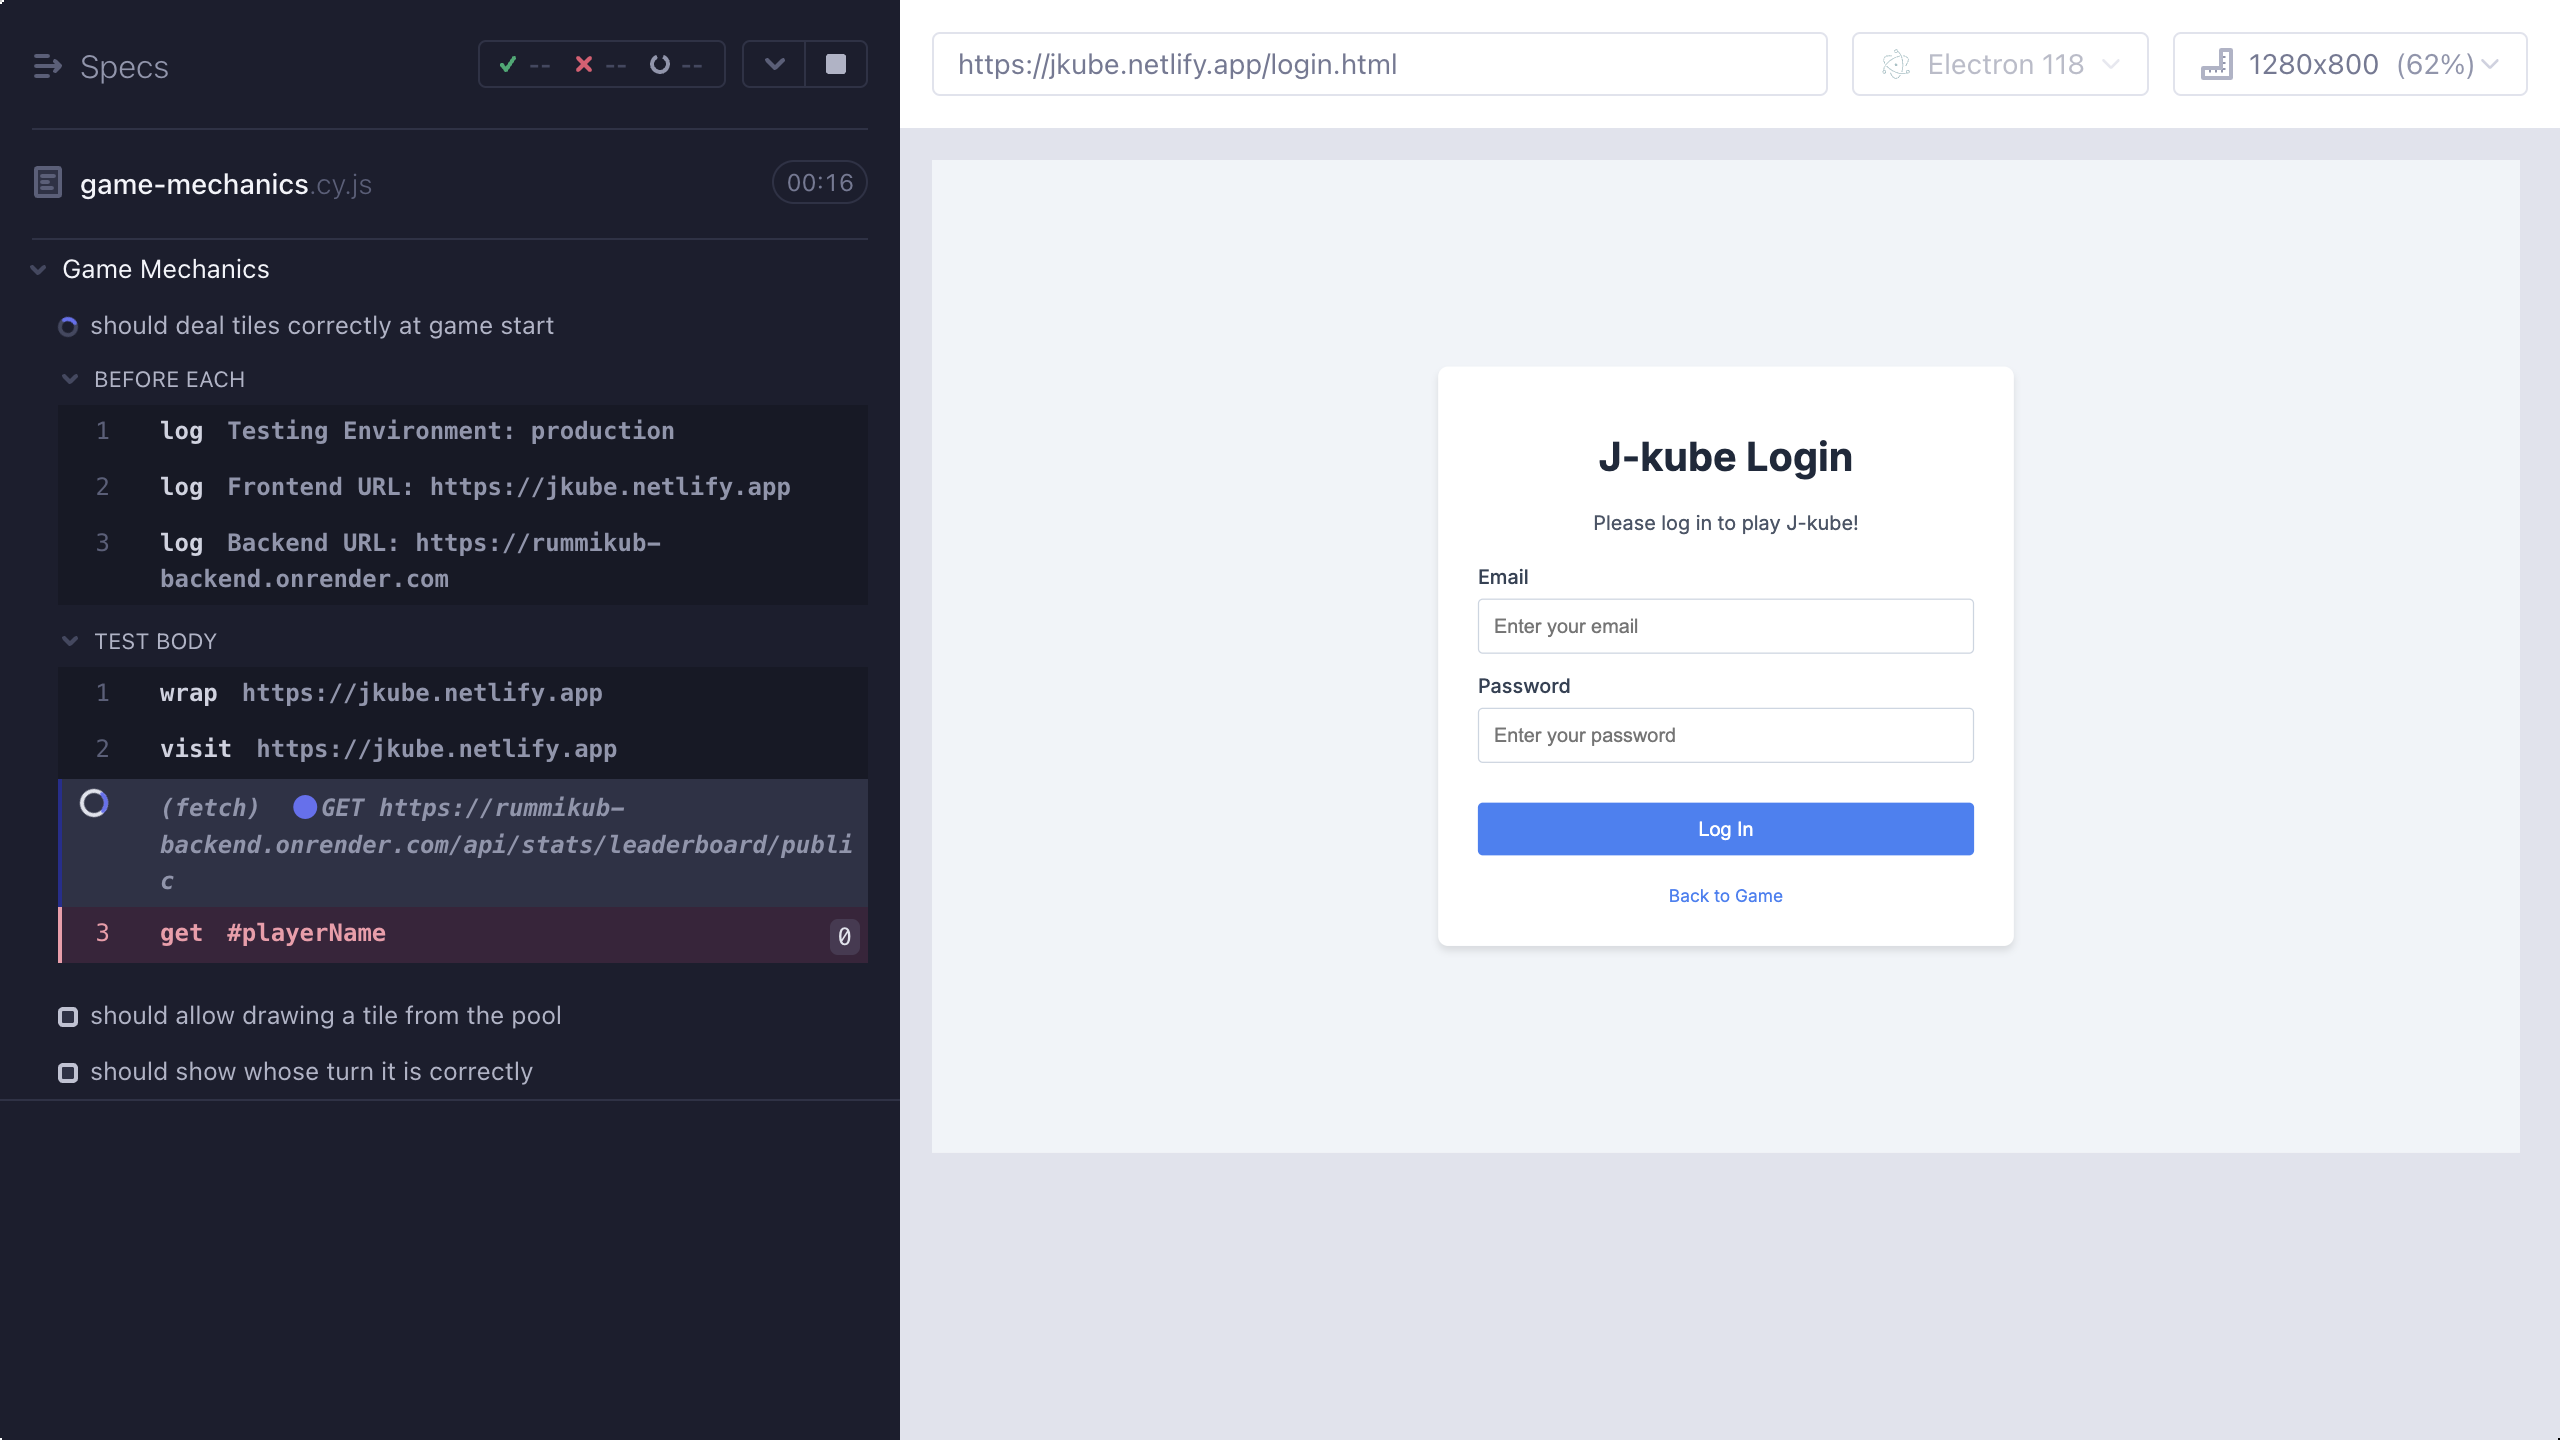 Specs
-- -- --
game-mechanics.cy.js
00:16
Game Mechanics
should deal tiles correctly at game start
BEFORE EACH
1 log Testing Environment: production
2 log Frontend URL: https://jkube.netlify.app
3 log Backend URL: https://rummikub-
backend.onrender.com
TEST BODY
1 wrap https://jkube.netlify.app
2 visit https://jkube.netlify.app
(fetch) GET https://rummikub-
backend.onrender.com/api/stats/leaderboard/publi
c
3 get #playerName 0
should allow drawing a tile from the pool
should show whose turn it is correctly
https://jkube.netlify.app/login.html
Electron 118
1280x800 (62%)
J-kube Login
Please log in to play J-kube!
Email
Enter your email
Password
Enter your password
Log In
Back to Game